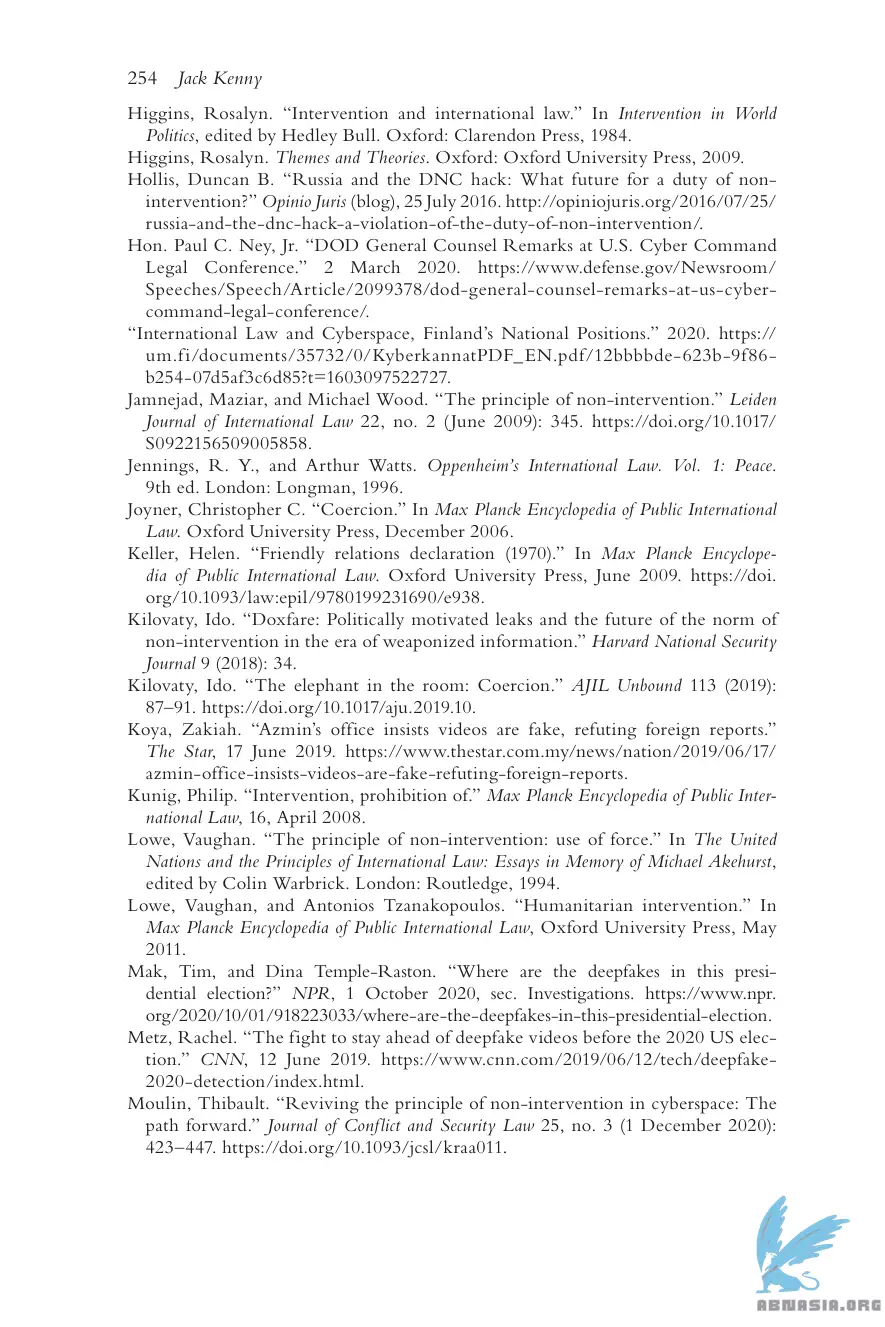 254 Jack Kenny
Higgins, Rosalyn. “Intervention and international law.” In Intervention in World
Politics, edited by Hedley Bull. Oxford: Clarendon Press, 1984.
Higgins, Rosalyn. Themes and Theories. Oxford: Oxford University Press, 2009.
Hollis, Duncan B. “Russia and the DNC hack: What future for a duty of non-
intervention?” Opinio Juris (blog), 25 July 2016. http://opiniojuris.org/2016/07/25/
russia-and-the-dnc-hack-a-violation-of-the-duty-of-non-intervention/.
Hon. Paul C. Ney, Jr. “DOD General Counsel Remarks at U.S. Cyber Command
Legal Conference.” 2 March 2020. https://www.defense.gov/Newsroom/
Speeches/Speech/Article/2099378/dod-general-counsel-remarks-at-us-cyber-
command-legal-conference/.
“International Law and Cyberspace, Finland’s National Positions.” 2020. https://
um.fi/documents/35732/0/KyberkannatPDF_EN.pdf/12bbbbde-623b-9f86-
b254-07d5af3c6d85?t=1603097522727.
Jamnejad, Maziar, and Michael Wood. “The principle of non-intervention.” Leiden
Journal of International Law 22, no. 2 (June 2009): 345. https://doi.org/10.1017/
S0922156509005858.
Jennings, R. Y., and Arthur Watts. Oppenheim’s International Law. Vol. 1: Peace.
9th ed. London: Longman, 1996.
Joyner, Christopher C. “Coercion.” In Max Planck Encyclopedia of Public International
Law. Oxford University Press, December 2006.
Keller, Helen. “Friendly relations declaration (1970).” In Max Planck Encyclope-
dia of Public International Law. Oxford University Press, June 2009. https://doi.
org/10.1093/law:epil/9780199231690/e938.
Kilovaty, Ido. “Doxfare: Politically motivated leaks and the future of the norm of
non-intervention in the era of weaponized information.” Harvard National Security
Journal 9 (2018): 34.
Kilovaty, Ido. “The elephant in the room: Coercion.” AJIL Unbound 113 (2019):
87–91. https://doi.org/10.1017/aju.2019.10.
Koya, Zakiah. “Azmin’s office insists videos are fake, refuting foreign reports.”
The Star, 17 June 2019. https://www.thestar.com.my/news/nation/2019/06/17/
azmin-office-insists-videos-are-fake-refuting-foreign-reports.
Kunig, Philip. “Intervention, prohibition of.” Max Planck Encyclopedia of Public Inter-
national Law, 16, April 2008.
Lowe, Vaughan. “The principle of non-intervention: use of force.” In The United
Nations and the Principles of International Law: Essays in Memory of Michael Akehurst,
edited by Colin Warbrick. London: Routledge, 1994.
Lowe, Vaughan, and Antonios Tzanakopoulos. “Humanitarian intervention.” In
Max Planck Encyclopedia of Public International Law, Oxford University Press, May
2011.
Mak, Tim, and Dina Temple-Raston. “Where are the deepfakes in this presi-
dential election?” NPR, 1 October 2020, sec. Investigations. https://www.npr.
org/2020/10/01/918223033/where-are-the-deepfakes-in-this-presidential-election.
Metz, Rachel. “The fight to stay ahead of deepfake videos before the 2020 US elec-
tion.” CNN, 12 June 2019. https://www.cnn.com/2019/06/12/tech/deepfake-
2020-detection/index.html.
Moulin, Thibault. “Reviving the principle of non-intervention in cyberspace: The
path forward.” Journal of Conflict and Security Law 25, no. 3 (1 December 2020):
423–447. https://doi.org/10.1093/jcsl/kraa011.
ABNASIA.ORG